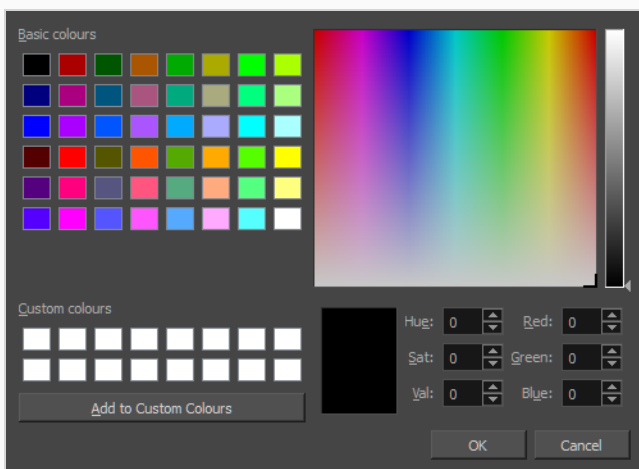 Basic colours
Custom colours
Add to Custom Colours
Hue: 0 Red: 0
Sat: 0 Green: 0
Val: 0 Blue: 0
OK Cancel